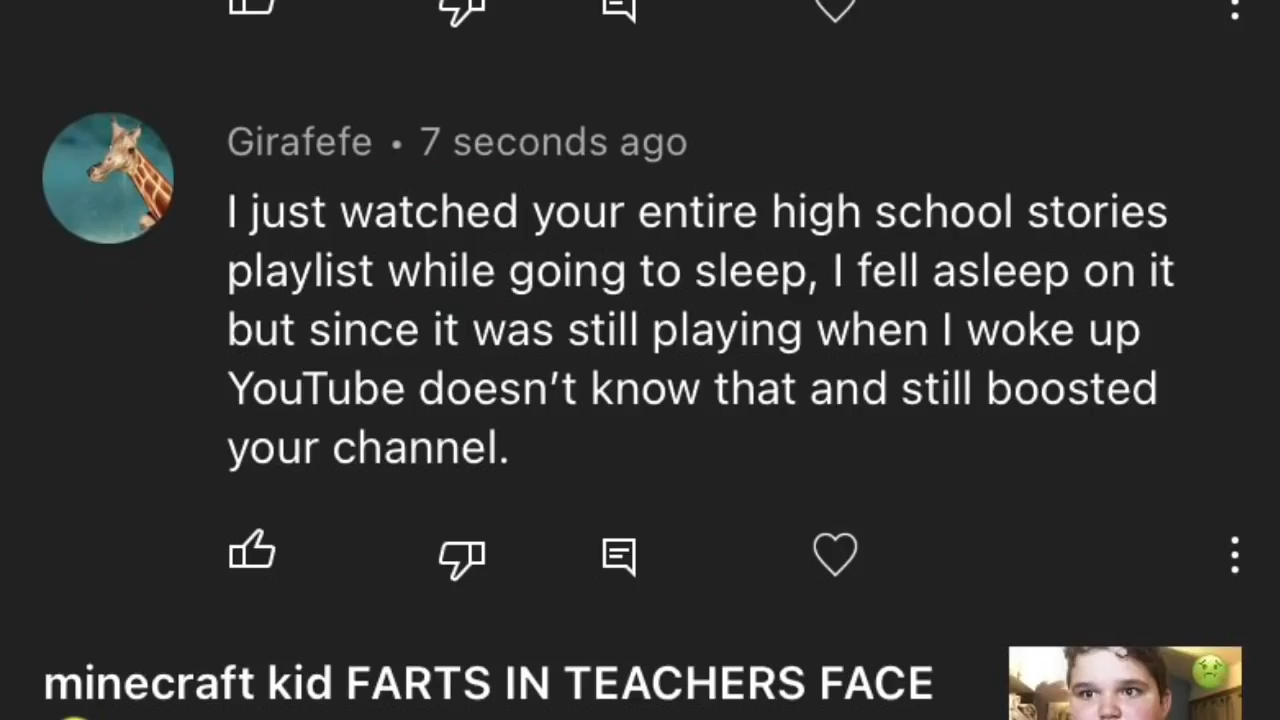 Girafefe • 7 seconds ago
I just watched your entire high school stories
playlist while going to sleep, I fell asleep on it
but since it was still playing when I woke up
YouTube doesn’t know that and still boosted
your channel.
minecraft kid FARTS IN TEACHERS FACE